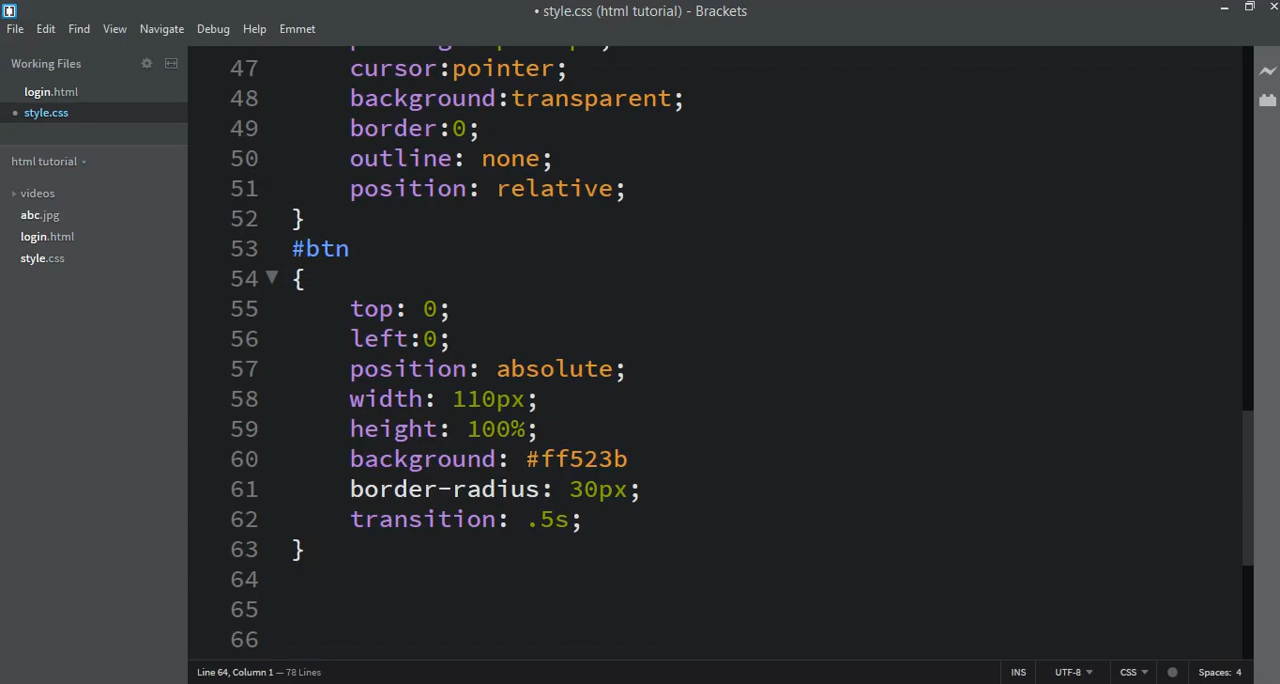 • style.css (html tutorial) - Brackets
File Edit Find View Navigate Debug Help Emmet
Working Files
login.html
• style.css
html tutorial
videos
abc.jpg
login.html
style.css
47 cursor:pointer;
48 background:transparent;
49 border:0;
50 outline: none;
51 position: relative;
52 }
53 #btn
54 {
55 top: 0;
56 left:0;
57 position: absolute;
58 width: 110px;
59 height: 100%;
60 background: #ff523b
61 border-radius: 30px;
62 transition: .5s;
63 }
64
65
66
Line 64, Column 1 — 78 Lines
INS UTF-8 CSS Spaces: 4